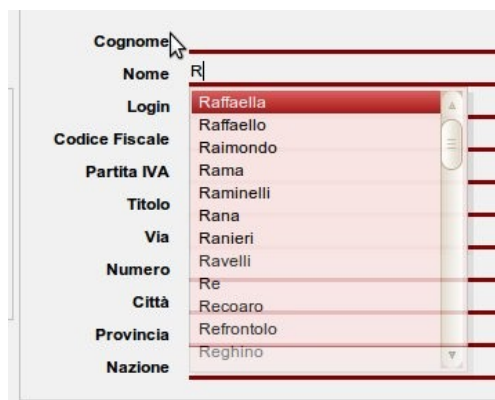 Cognome
Nome R
Login Raffaella
Raffaello
Codice Fiscale Raimondo
Partita IVA Rama
Raminelli
Titolo Rana
Via Ranieri
Ravelli
Numero Re
Città Recoaro
Provincia Refrontolo
Reghino
Nazione